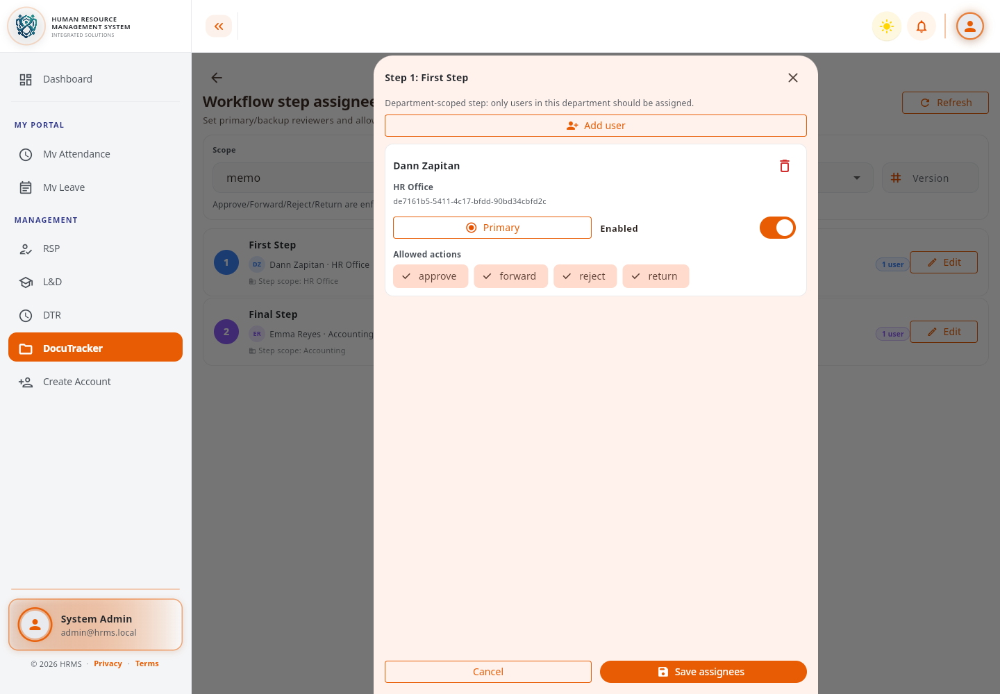 HUMAN RESOURCE
MANAGEMENT SYSTEM
INTEGRATED SOLUTIONS
Dashboard
MY PORTAL
My Attendance
My Leave
MANAGEMENT
RSP
L&D
DTR
DocuTracker
Create Account
System Admin
admin@hrms.local
© 2026 HRMS · Privacy · Terms
Workflow step assignee
Set primary/backup reviewers and allow
Refresh
Scope
memo
Version
Approve/Forward/Reject/Return are enf
1
First Step
DZ Dann Zapitan · HR Office
Step scope: HR Office
1 user
Edit
2
Final Step
ER Emma Reyes · Accounting
Step scope: Accounting
1 user
Edit
Step 1: First Step
Department-scoped step: only users in this department should be assigned.
Add user
Dann Zapitan
HR Office
de7161b5-5411-4c17-bfdd-90bd34cbfd2c
Primary
Enabled
Allowed actions
approve
forward
reject
return
Cancel
Save assignees